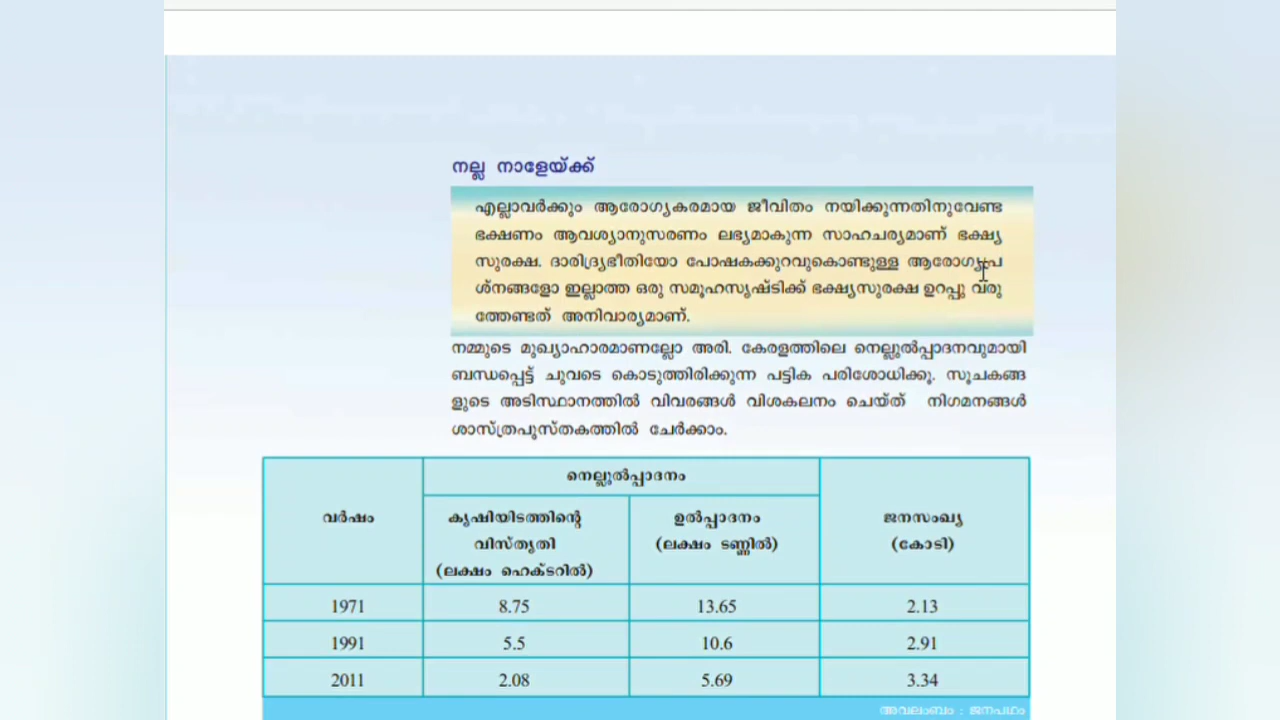 നല്ല നാളേയ്ക്ക്
എല്ലാവർക്കും ആരോഗ്യകരമായ ജീവിതം നയിക്കുന്നതിനുവേണ്ട
ഭക്ഷണം ആവശ്യാനുസരണം ലഭ്യമാകുന്ന സാഹചര്യമാണ് ഭക്ഷ്യ
സുരക്ഷ. ദാരിദ്ര്യഭീതിയോ പോഷകക്കുറവുകൊണ്ടുള്ള ആരോഗ്യപ്ര
ശ്നങ്ങളോ ഇല്ലാത്ത ഒരു സമൂഹസൃഷ്ടിക്ക് ഭക്ഷ്യസുരക്ഷ ഉറപ്പു വരു
ത്തേണ്ടത് അനിവാര്യമാണ്.
നമ്മുടെ മുഖ്യാഹാരമാണല്ലോ അരി. കേരളത്തിലെ നെല്ലുൽപ്പാദനവുമായി
ബന്ധപ്പെട്ട് ചുവടെ കൊടുത്തിരിക്കുന്ന പട്ടിക പരിശോധിക്കൂ. സൂചകങ്ങ
ളുടെ അടിസ്ഥാനത്തിൽ വിവരങ്ങൾ വിശകലനം ചെയ്ത് നിഗമനങ്ങൾ
ശാസ്ത്രപുസ്തകത്തിൽ ചേർക്കാം.
നെല്ലുൽപ്പാദനം
വർഷം കൃഷിയിടത്തിന്റെ ഉൽപ്പാദനം ജനസംഖ്യ
വിസ്തൃതി (ലക്ഷം ടണ്ണിൽ) (കോടി)
(ലക്ഷം ഹെക്ടറിൽ)
1971 8.75 13.65 2.13
1991 5.5 10.6 2.91
2011 2.08 5.69 3.34
അവലംബം : ജനപഥം